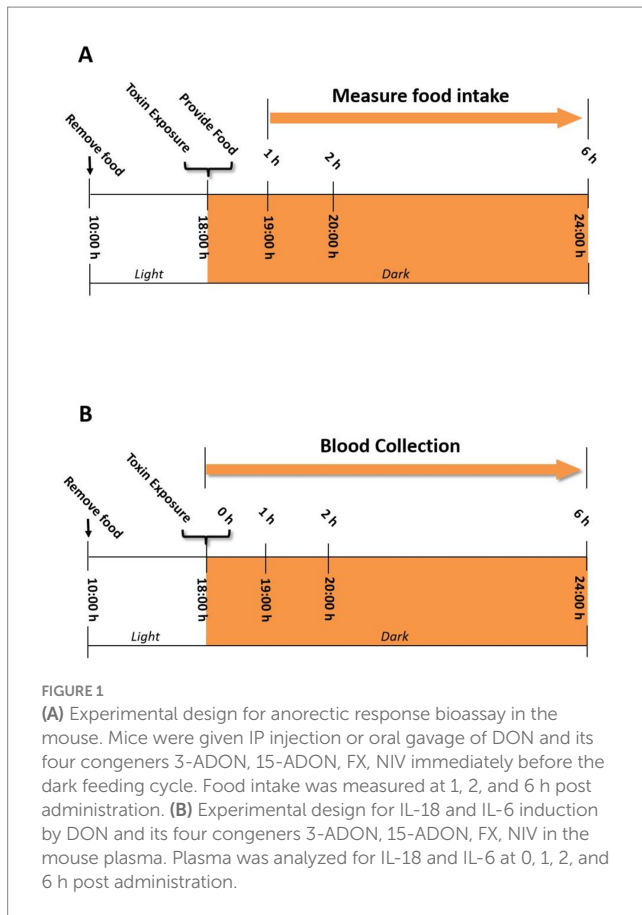 A
Remove food
Toxin Exposure
Provide Food
Measure food intake
1 h
2 h
6 h
10:00 h
18:00 h
19:00 h
20:00 h
24:00 h
Light
Dark
B
Remove food
Toxin Exposure
Blood Collection
0 h
1 h
2 h
6 h
10:00 h
18:00 h
19:00 h
20:00 h
24:00 h
Light
Dark
FIGURE 1
(A) Experimental design for anorectic response bioassay in the
mouse. Mice were given IP injection or oral gavage of DON and its
four congeners 3-ADON, 15-ADON, FX, NIV immediately before the
dark feeding cycle. Food intake was measured at 1, 2, and 6 h post
administration. (B) Experimental design for IL-18 and IL-6 induction
by DON and its four congeners 3-ADON, 15-ADON, FX, NIV in the
mouse plasma. Plasma was analyzed for IL-18 and IL-6 at 0, 1, 2, and
6 h post administration.